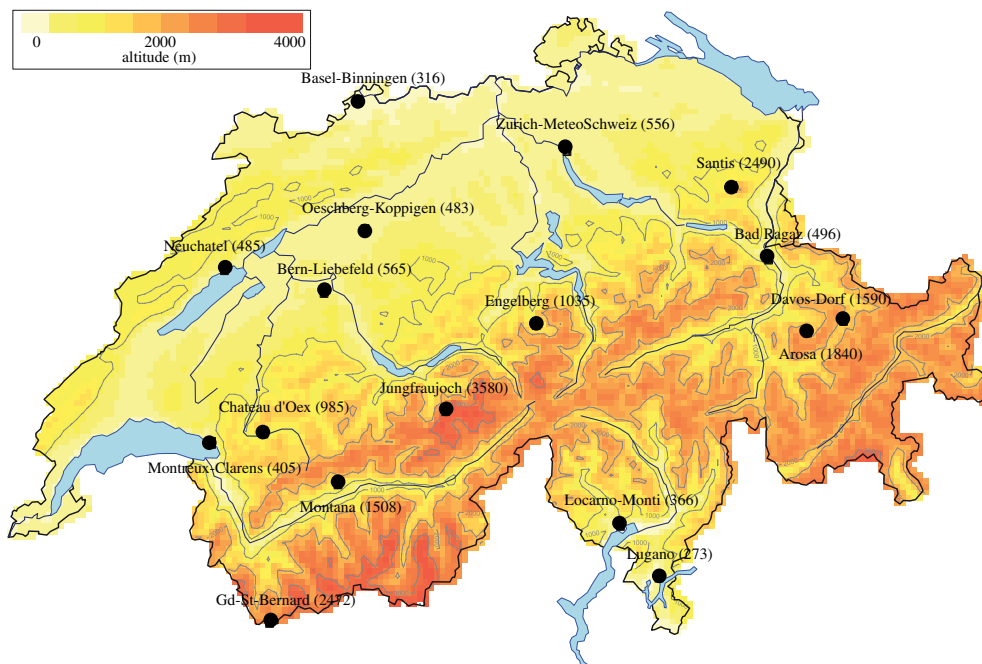 0 2000 4000
altitude (m)
Basel-Binningen (316)
Zurich-MeteoSchweiz (556)
Santis (2490)
Oeschberg-Koppigen (483)
Neuchatel (485)
Bad Ragaz (496)
Bern-Liebefeld (565)
Engelberg (1035)
Davos-Dorf (1590)
Arosa (1840)
Jungfraujoch (3580)
Chateau d'Oex (985)
Montreux-Clarens (405)
Montana (1508)
Locarno-Monti (366)
Lugano (273)
Gd-St-Bernard (2472)